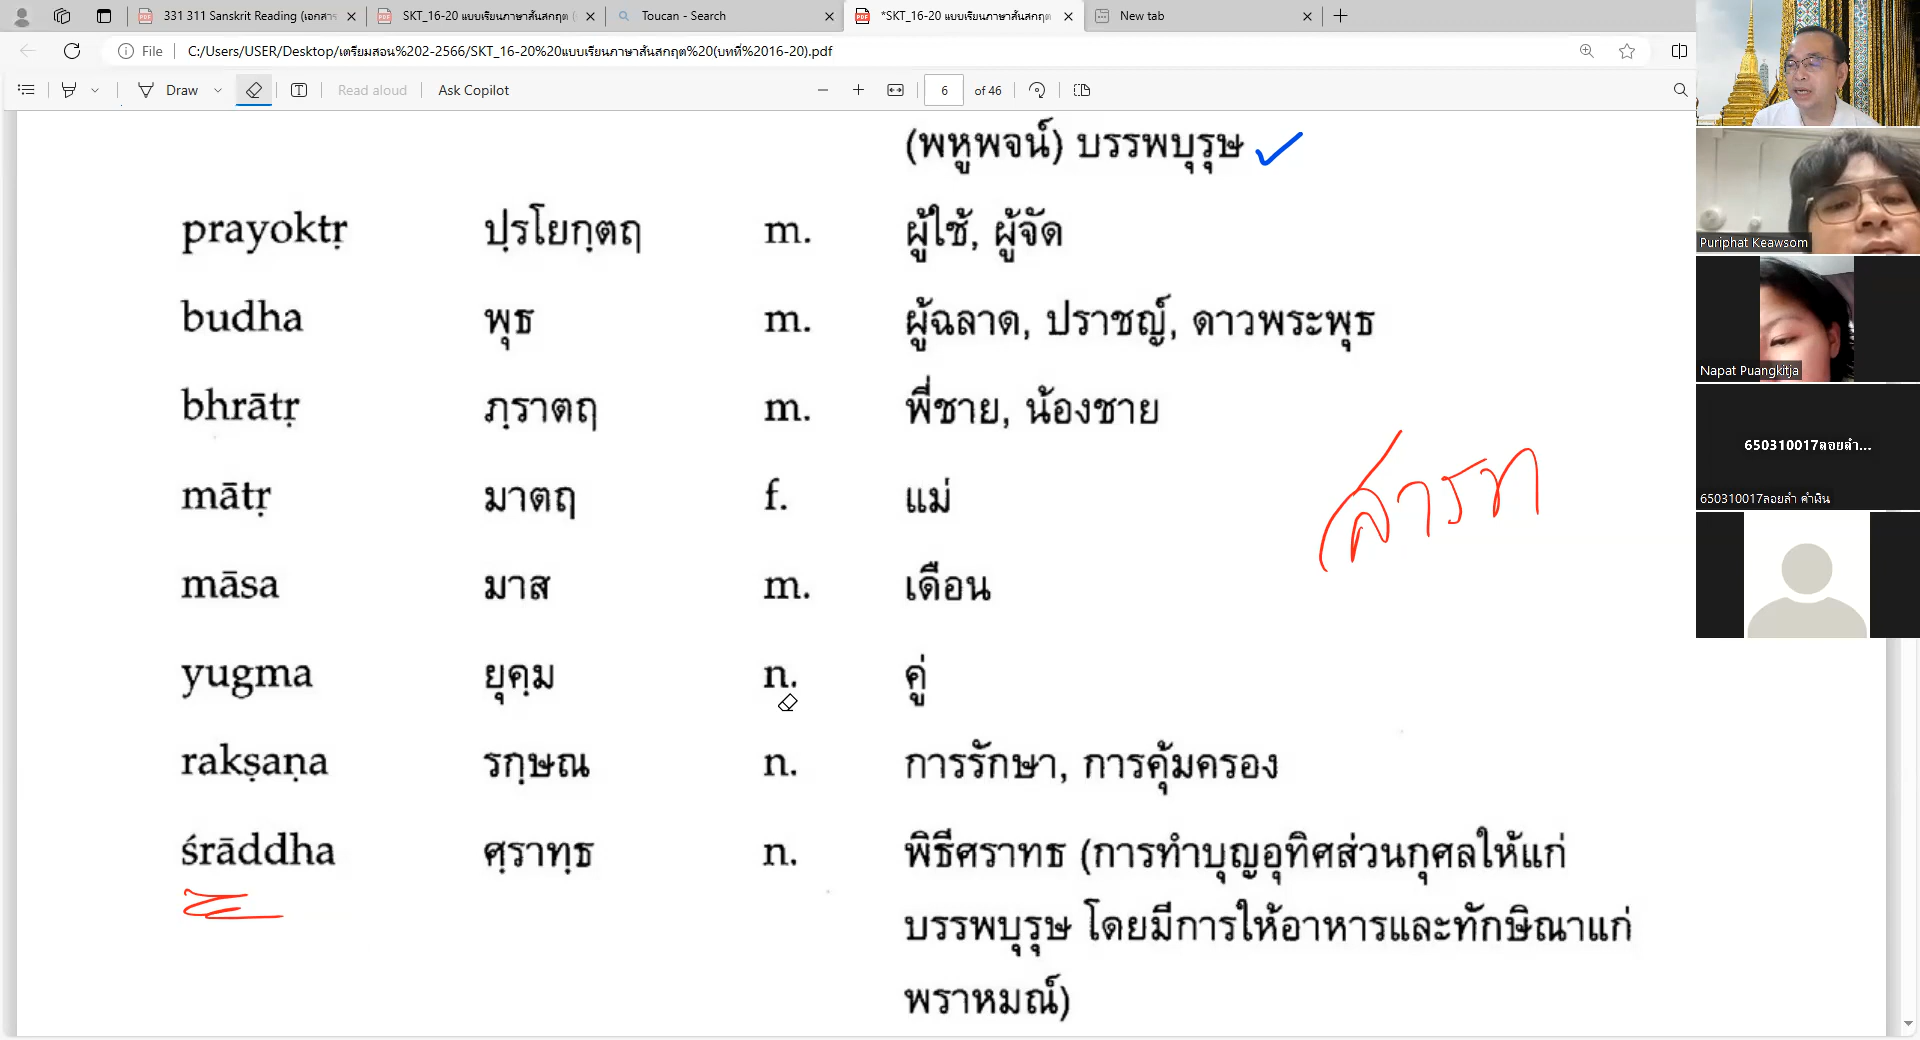 331 311 Sanskrit Reading (เอกสาร
SKT_16-20 แบบเรียนภาษาสันสกฤต (
Toucan - Search
*SKT_16-20 แบบเรียนภาษาสันสกฤต
New tab
File C:/Users/USER/Desktop/เตรียมสอน%202-2566/SKT_16-20%20แบบเรียนภาษาสันสกฤต%20(บทที่%2016-20).pdf
Draw Read aloud Ask Copilot 6 of 46
(พหูพจน์) บรรพบุรุษ
prayoktṛ ปฺรโยกฺตฤ m. ผู้ใช้, ผู้จัด
budha พุธ m. ผู้ฉลาด, ปราชญ์, ดาวพระพุธ
bhrātṛ ภฺราตฤ m. พี่ชาย, น้องชาย
mātṛ มาตฤ f. แม่
สารท
māsa มาส m. เดือน
yugma ยุคฺม n. คู่
rakṣaṇa รกฺษณ n. การรักษา, การคุ้มครอง
śrāddha ศฺราทฺธ n. พิธีศราทธ (การทำบุญอุทิศส่วนกุศลให้แก่
บรรพบุรุษ โดยมีการให้อาหารและทักษิณาแก่
พราหมณ์)
Puriphat Keawsom
Napat Puangkitja
650310017ลอยลำ...
650310017ลอยลำ คำผิน